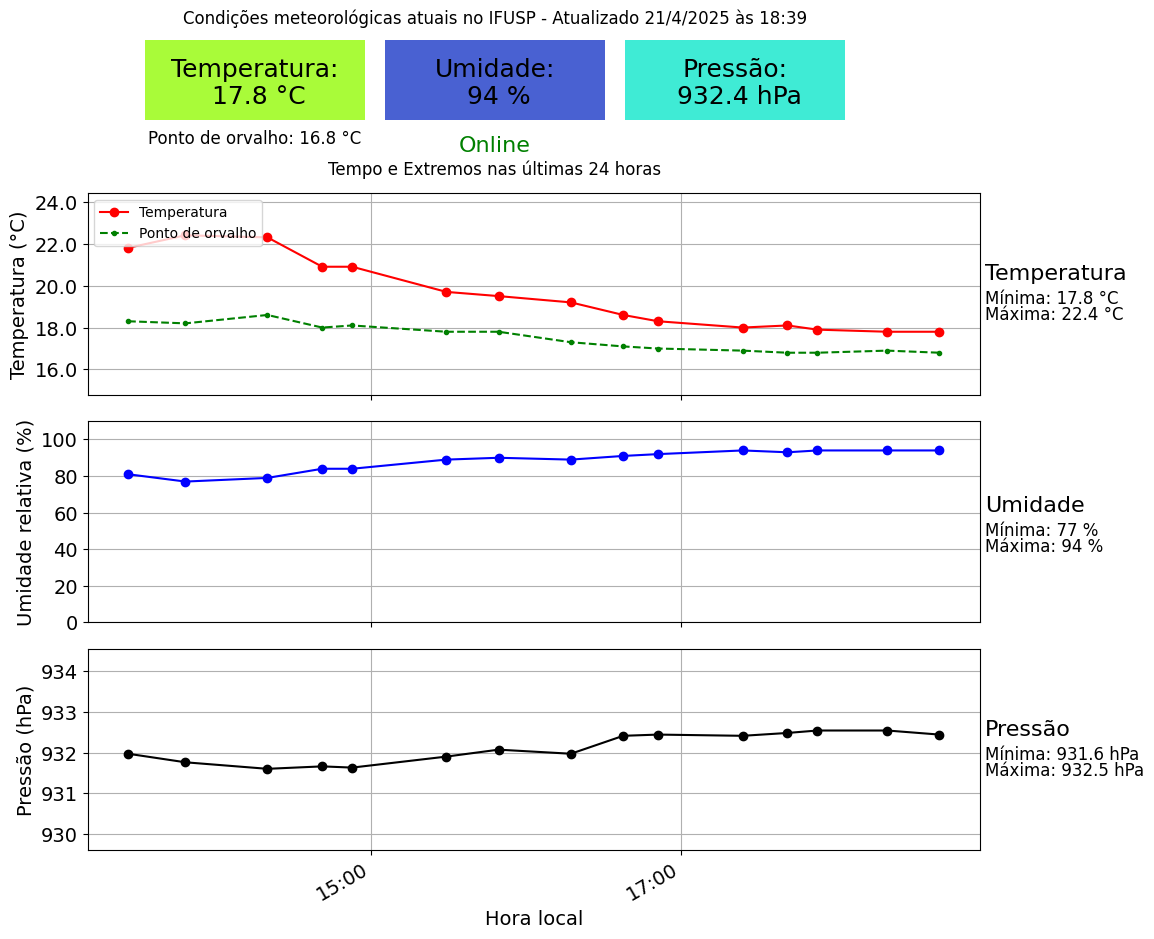 Condições meteorológicas atuais no IFUSP - Atualizado 21/4/2025 às 18:39
Temperatura:
17.8 °C
Umidade:
94 %
Pressão:
932.4 hPa
Ponto de orvalho: 16.8 °C
Online
Tempo e Extremos nas últimas 24 horas
Temperatura (°C)
24.0
22.0
20.0
18.0
16.0
Temperatura
Ponto de orvalho
Temperatura
Mínima: 17.8 °C
Máxima: 22.4 °C
Umidade relativa (%)
100
80
60
40
20
0
Umidade
Mínima: 77 %
Máxima: 94 %
Pressão (hPa)
934
933
932
931
930
Pressão
Mínima: 931.6 hPa
Máxima: 932.5 hPa
15:00
17:00
Hora local